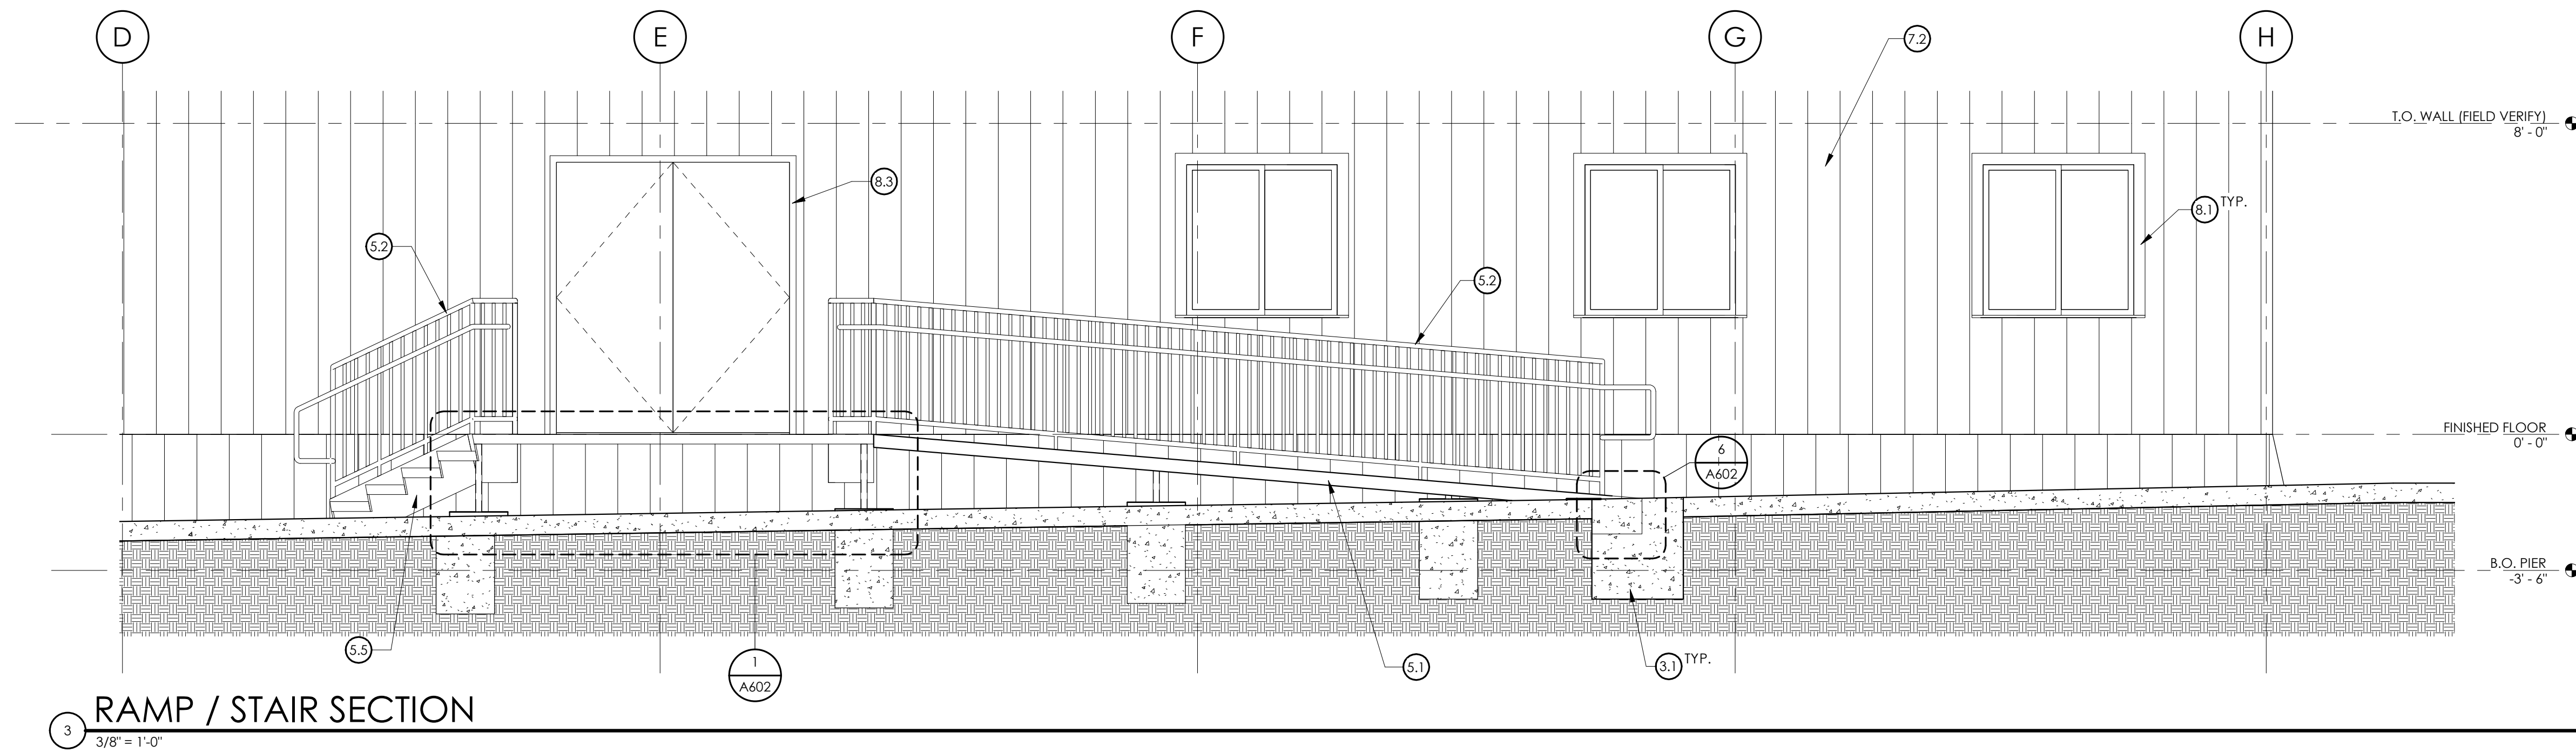 D
E
F
G
H
7.2
T.O. WALL (FIELD VERIFY)
8' - 0"
8.3
8.1 TYP.
5.2
5.2
FINISHED FLOOR
0' - 0"
6
A602
B.O. PIER
-3' - 6"
5.5
1
A602
5.1
3.1 TYP.
3
RAMP / STAIR SECTION
3/8" = 1'-0"